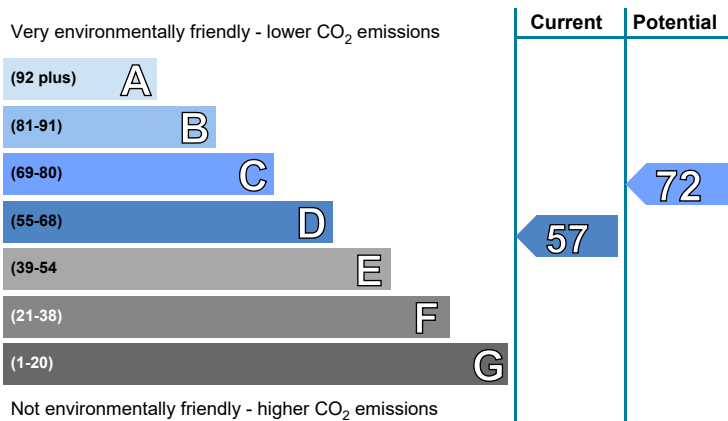 Very environmentally friendly - lower CO2 emissions
Current
Potential
(92 plus) A
(81-91) B
(69-80) C
72
(55-68) D
57
(39-54 E
(21-38) F
(1-20) G
Not environmentally friendly - higher CO2 emissions